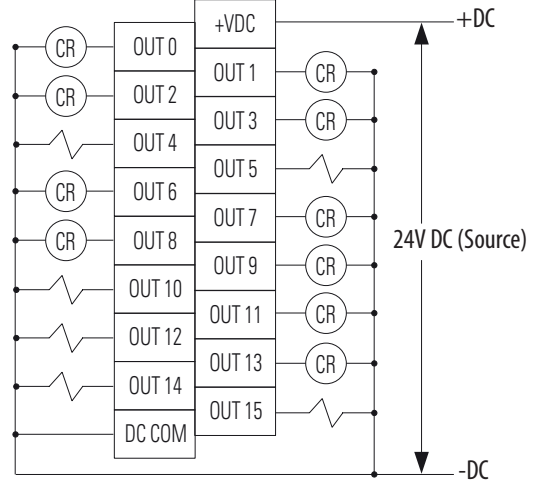 +VDC +DC
CR OUT 0
OUT 1 CR
CR OUT 2
OUT 3 CR
OUT 4
OUT 5
CR OUT 6
OUT 7 CR
24V DC (Source)
CR OUT 8
OUT 9 CR
OUT 10
OUT 11 CR
OUT 12
OUT 13 CR
OUT 14
OUT 15
DC COM
-DC